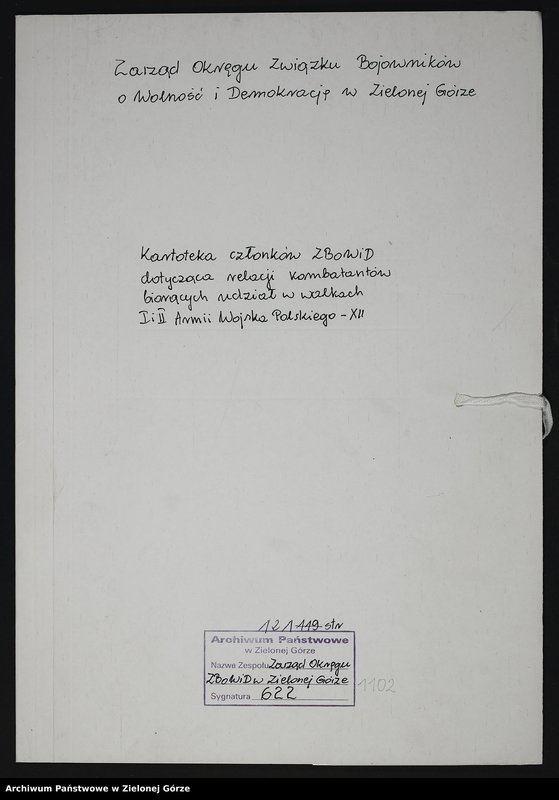 Zarząd Okręgu Związku Bojowników
o Wolność i Demokrację w Zielonej Górze
Kartoteka członków ZBoWiD
dotycząca relacji kombatantów
biorących udział w walkach
I i II Armii Wojska Polskiego - XII
str
Archiwum Państwowe
w Zielonej Górze
Nazwa Zespołu Zarząd Okręgu
ZBoWiD w Zielonej Górze
Sygnatura 622
1102
Archiwum Państwowe w Zielonej Górze